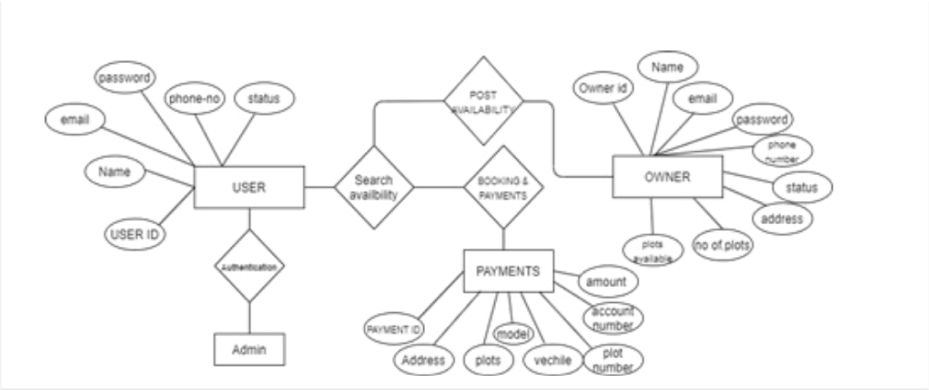 password
phone-no
status
email
Name
USER ID
USER
Search
availbility
POST
AVAILABILITY
BOOKING &
PAYMENTS
Authentication
Admin
PAYMENTS
PAYMENT ID
Address
plots
model
vechile
plot
number
account
number
amount
OWNER
Owner id
Name
email
password
phone
number
status
address
no of plots
plots
available